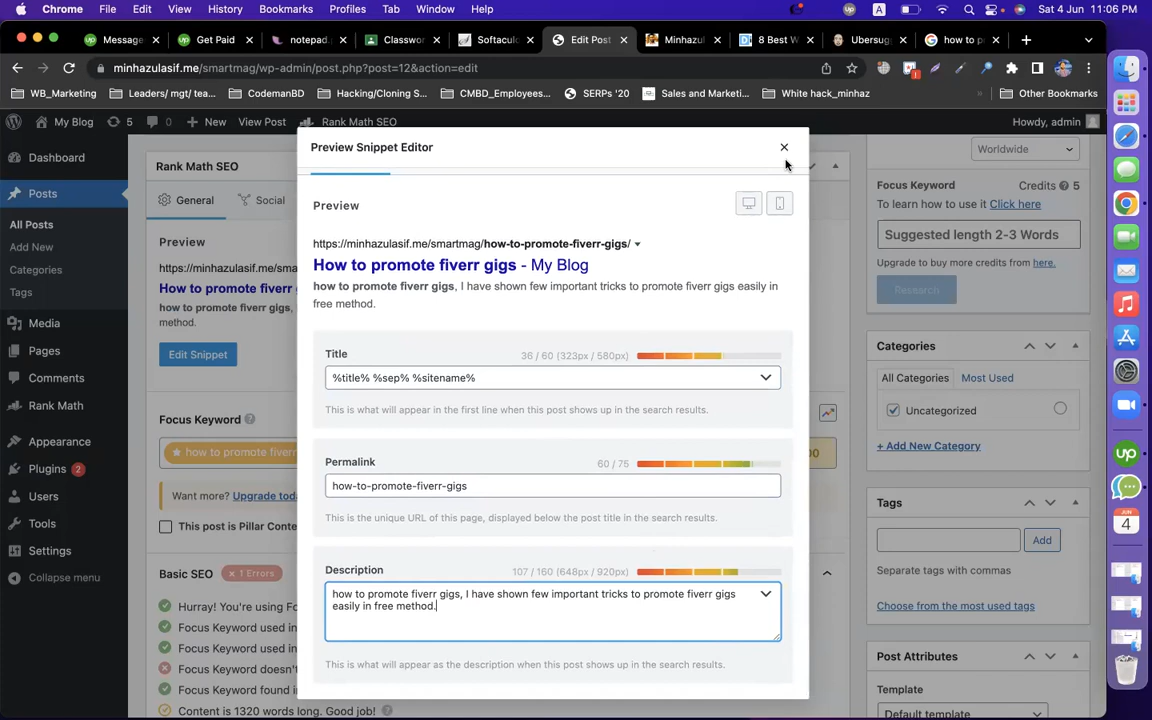 Chrome File Edit View History Bookmarks Profiles Tab Window Help A Sat 4 Jun 11:06 PM
Message Get Paid notepad. Classwor Softacul Edit Post Minhazul 8 Best W Ubersug how to p
minhazulasif.me/smartmag/wp-admin/post.php?post=12&action=edit
WB_Marketing Leaders/ mgt/ tea... CodemanBD Hacking/Cloning S... CMBD_Employees... SERPs '20 Sales and Marketi... White hack_minhaz Other Bookmarks
My Blog 5 0 + New View Post Rank Math SEO Howdy, admin
Dashboard
Posts
All Posts
Add New
Categories
Tags
Media
Pages
Comments
Rank Math
Appearance
Plugins 2
Users
Tools
Settings
Collapse menu
Rank Math SEO
General Social
Preview
https://minhazulasif.me/sma
How to promote fiverr
how to promote fiverr gigs,
method.
Edit Snippet
Focus Keyword
how to promote fiverr
00
Want more? Upgrade toda
This post is Pillar Conte
Basic SEO × 1 Errors
Hurray! You're using Fo
Focus Keyword used in
Focus Keyword used in
Focus Keyword doesn't
Focus Keyword found in
Content is 1320 words long. Good job!
Preview Snippet Editor
Preview
https://minhazulasif.me/smartmag/how-to-promote-fiverr-gigs/
How to promote fiverr gigs - My Blog
how to promote fiverr gigs, I have shown few important tricks to promote fiverr gigs easily in
free method.
Title 36 / 60 (323px / 580px)
%title% %sep% %sitename%
This is what will appear in the first line when this post shows up in the search results.
Permalink 60 / 75
how-to-promote-fiverr-gigs
This is the unique URL of this page, displayed below the post title in the search results.
Description 107 / 160 (648px / 920px)
how to promote fiverr gigs, I have shown few important tricks to promote fiverr gigs
easily in free method.
This is what will appear as the description when this post shows up in the search results.
Worldwide
Focus Keyword Credits 5
To learn how to use it Click here
Suggested length 2-3 Words
Upgrade to buy more credits from here.
Research
Categories
All Categories Most Used
Uncategorized
+ Add New Category
Tags
Add
Separate tags with commas
Choose from the most used tags
Post Attributes
Template
Default template
up
JUN
4